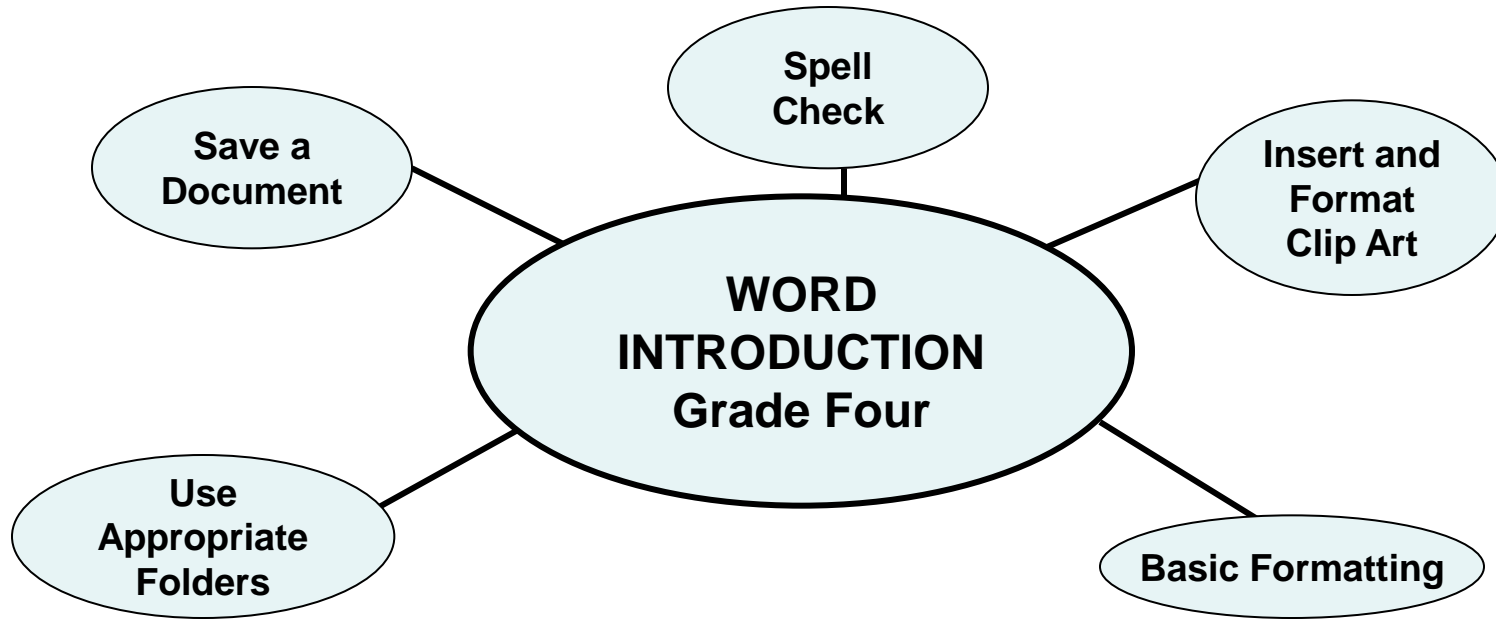 Spell
Check
Save a
Document
Insert and
Format
Clip Art
WORD
INTRODUCTION
Grade Four
Use
Appropriate
Folders
Basic Formatting